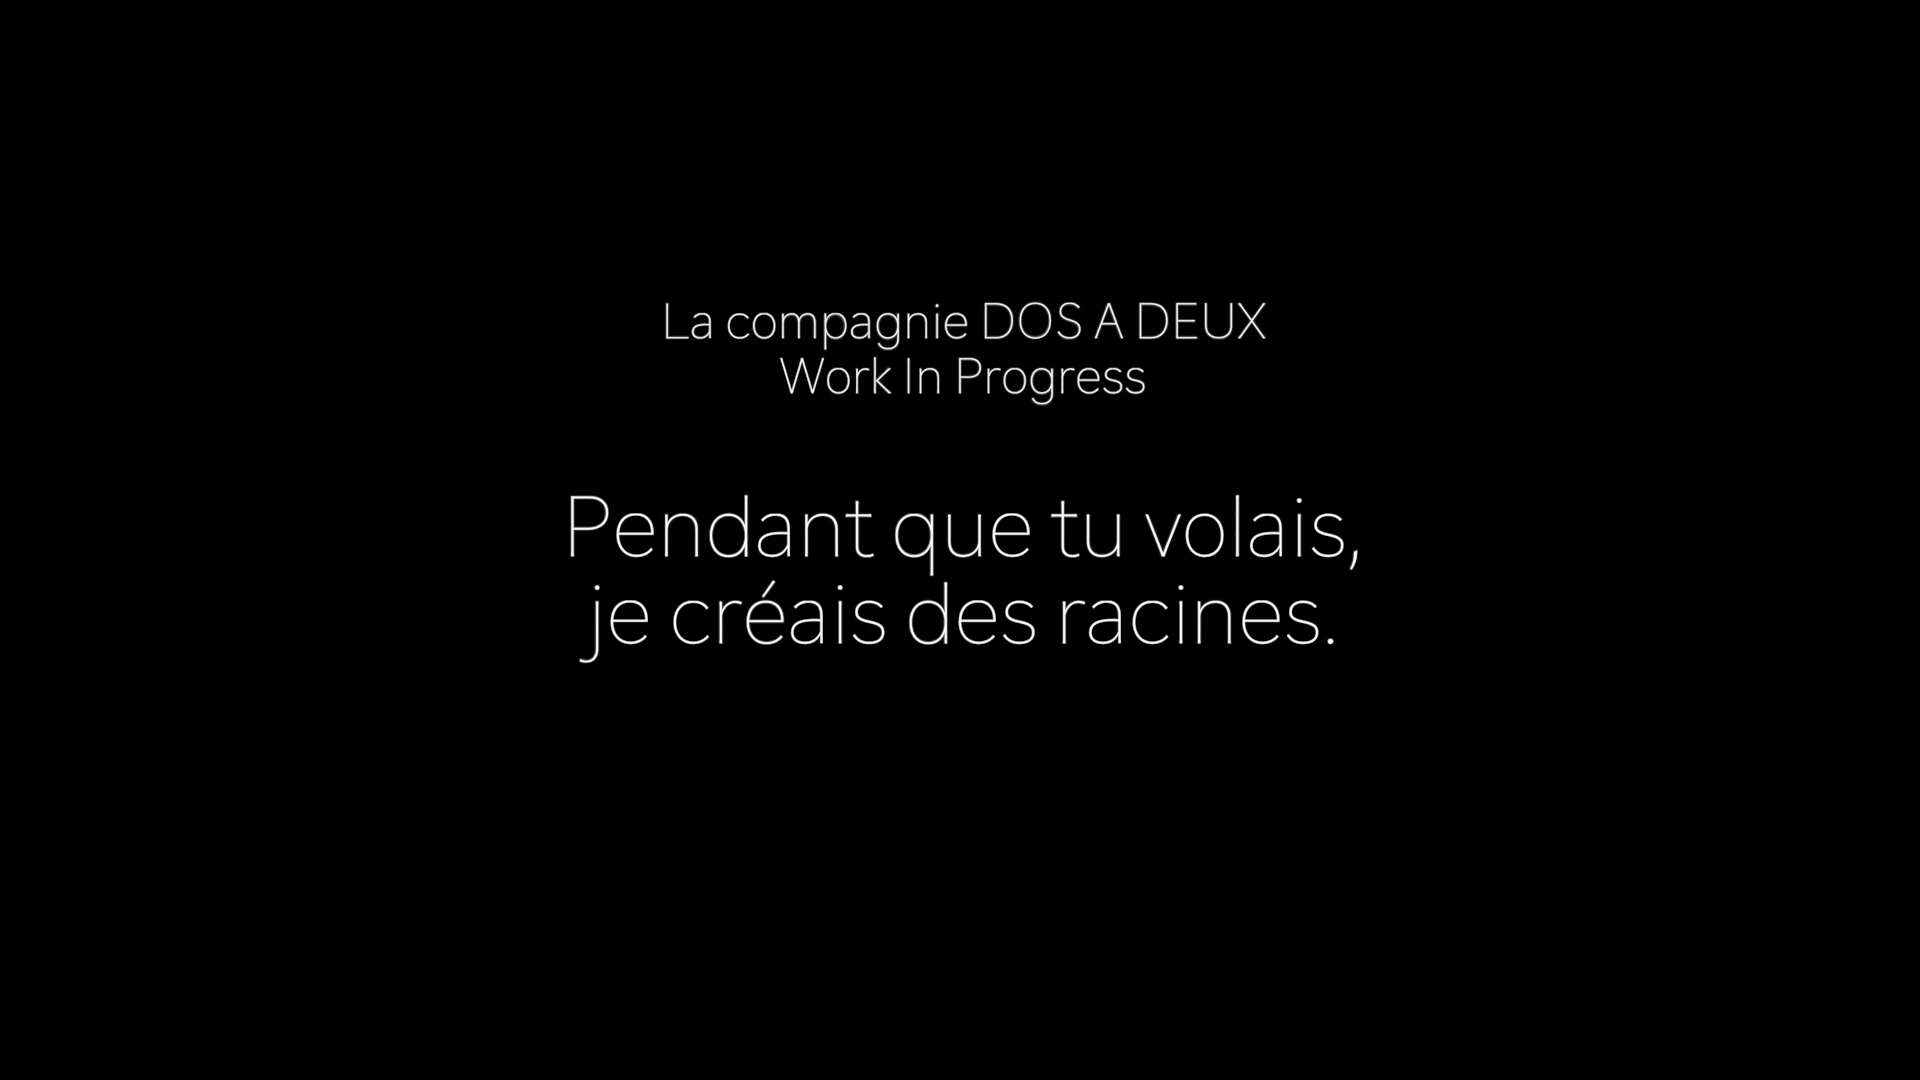 La compagnie DOS A DEUX
Work In Progress
Pendant que tu volais,
je créais des racines.